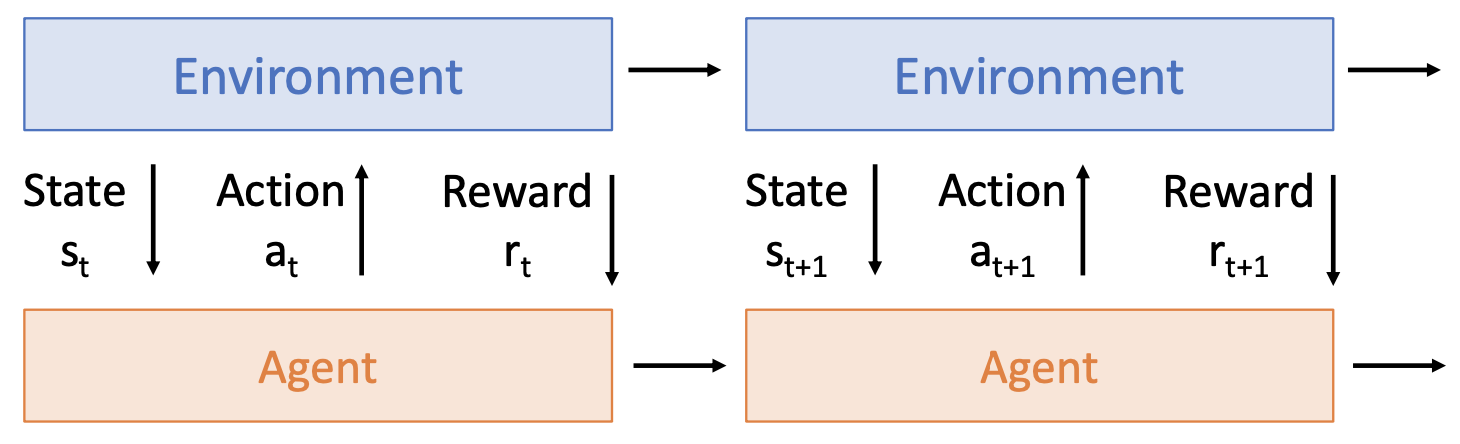 Environment
Environment
State
Action
Reward
State
Action
Reward
s_t
a_t
r_t
s_{t+1}
a_{t+1}
r_{t+1}
Agent
Agent